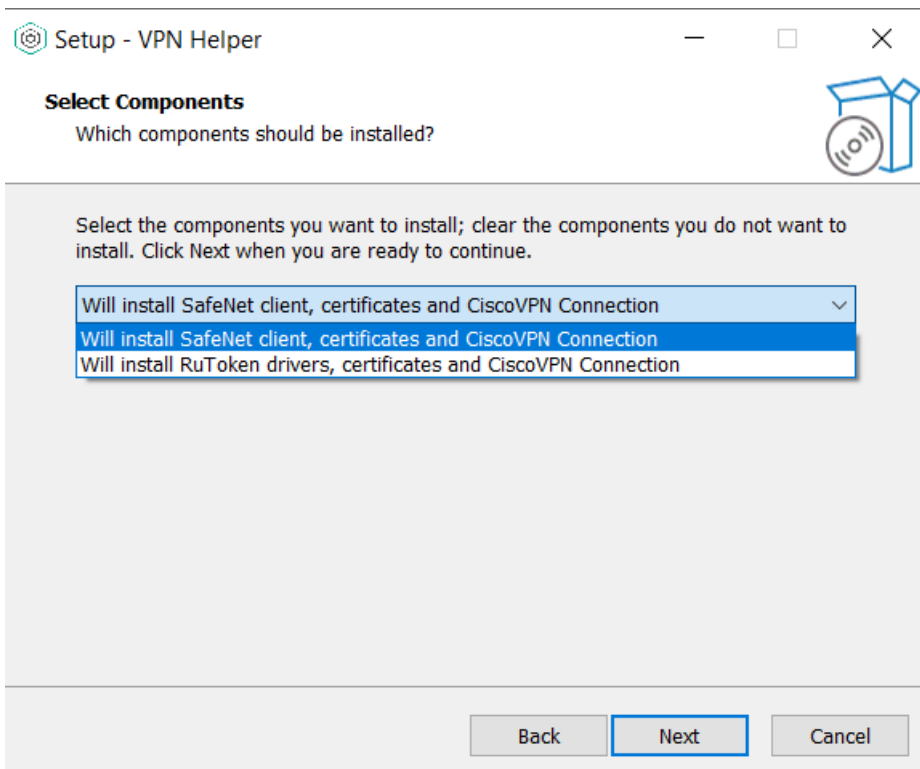 Setup - VPN Helper
Select Components
Which components should be installed?
Select the components you want to install; clear the components you do not want to
install. Click Next when you are ready to continue.
Will install SafeNet client, certificates and CiscoVPN Connection
Will install SafeNet client, certificates and CiscoVPN Connection
Will install RuToken drivers, certificates and CiscoVPN Connection
Back
Next
Cancel